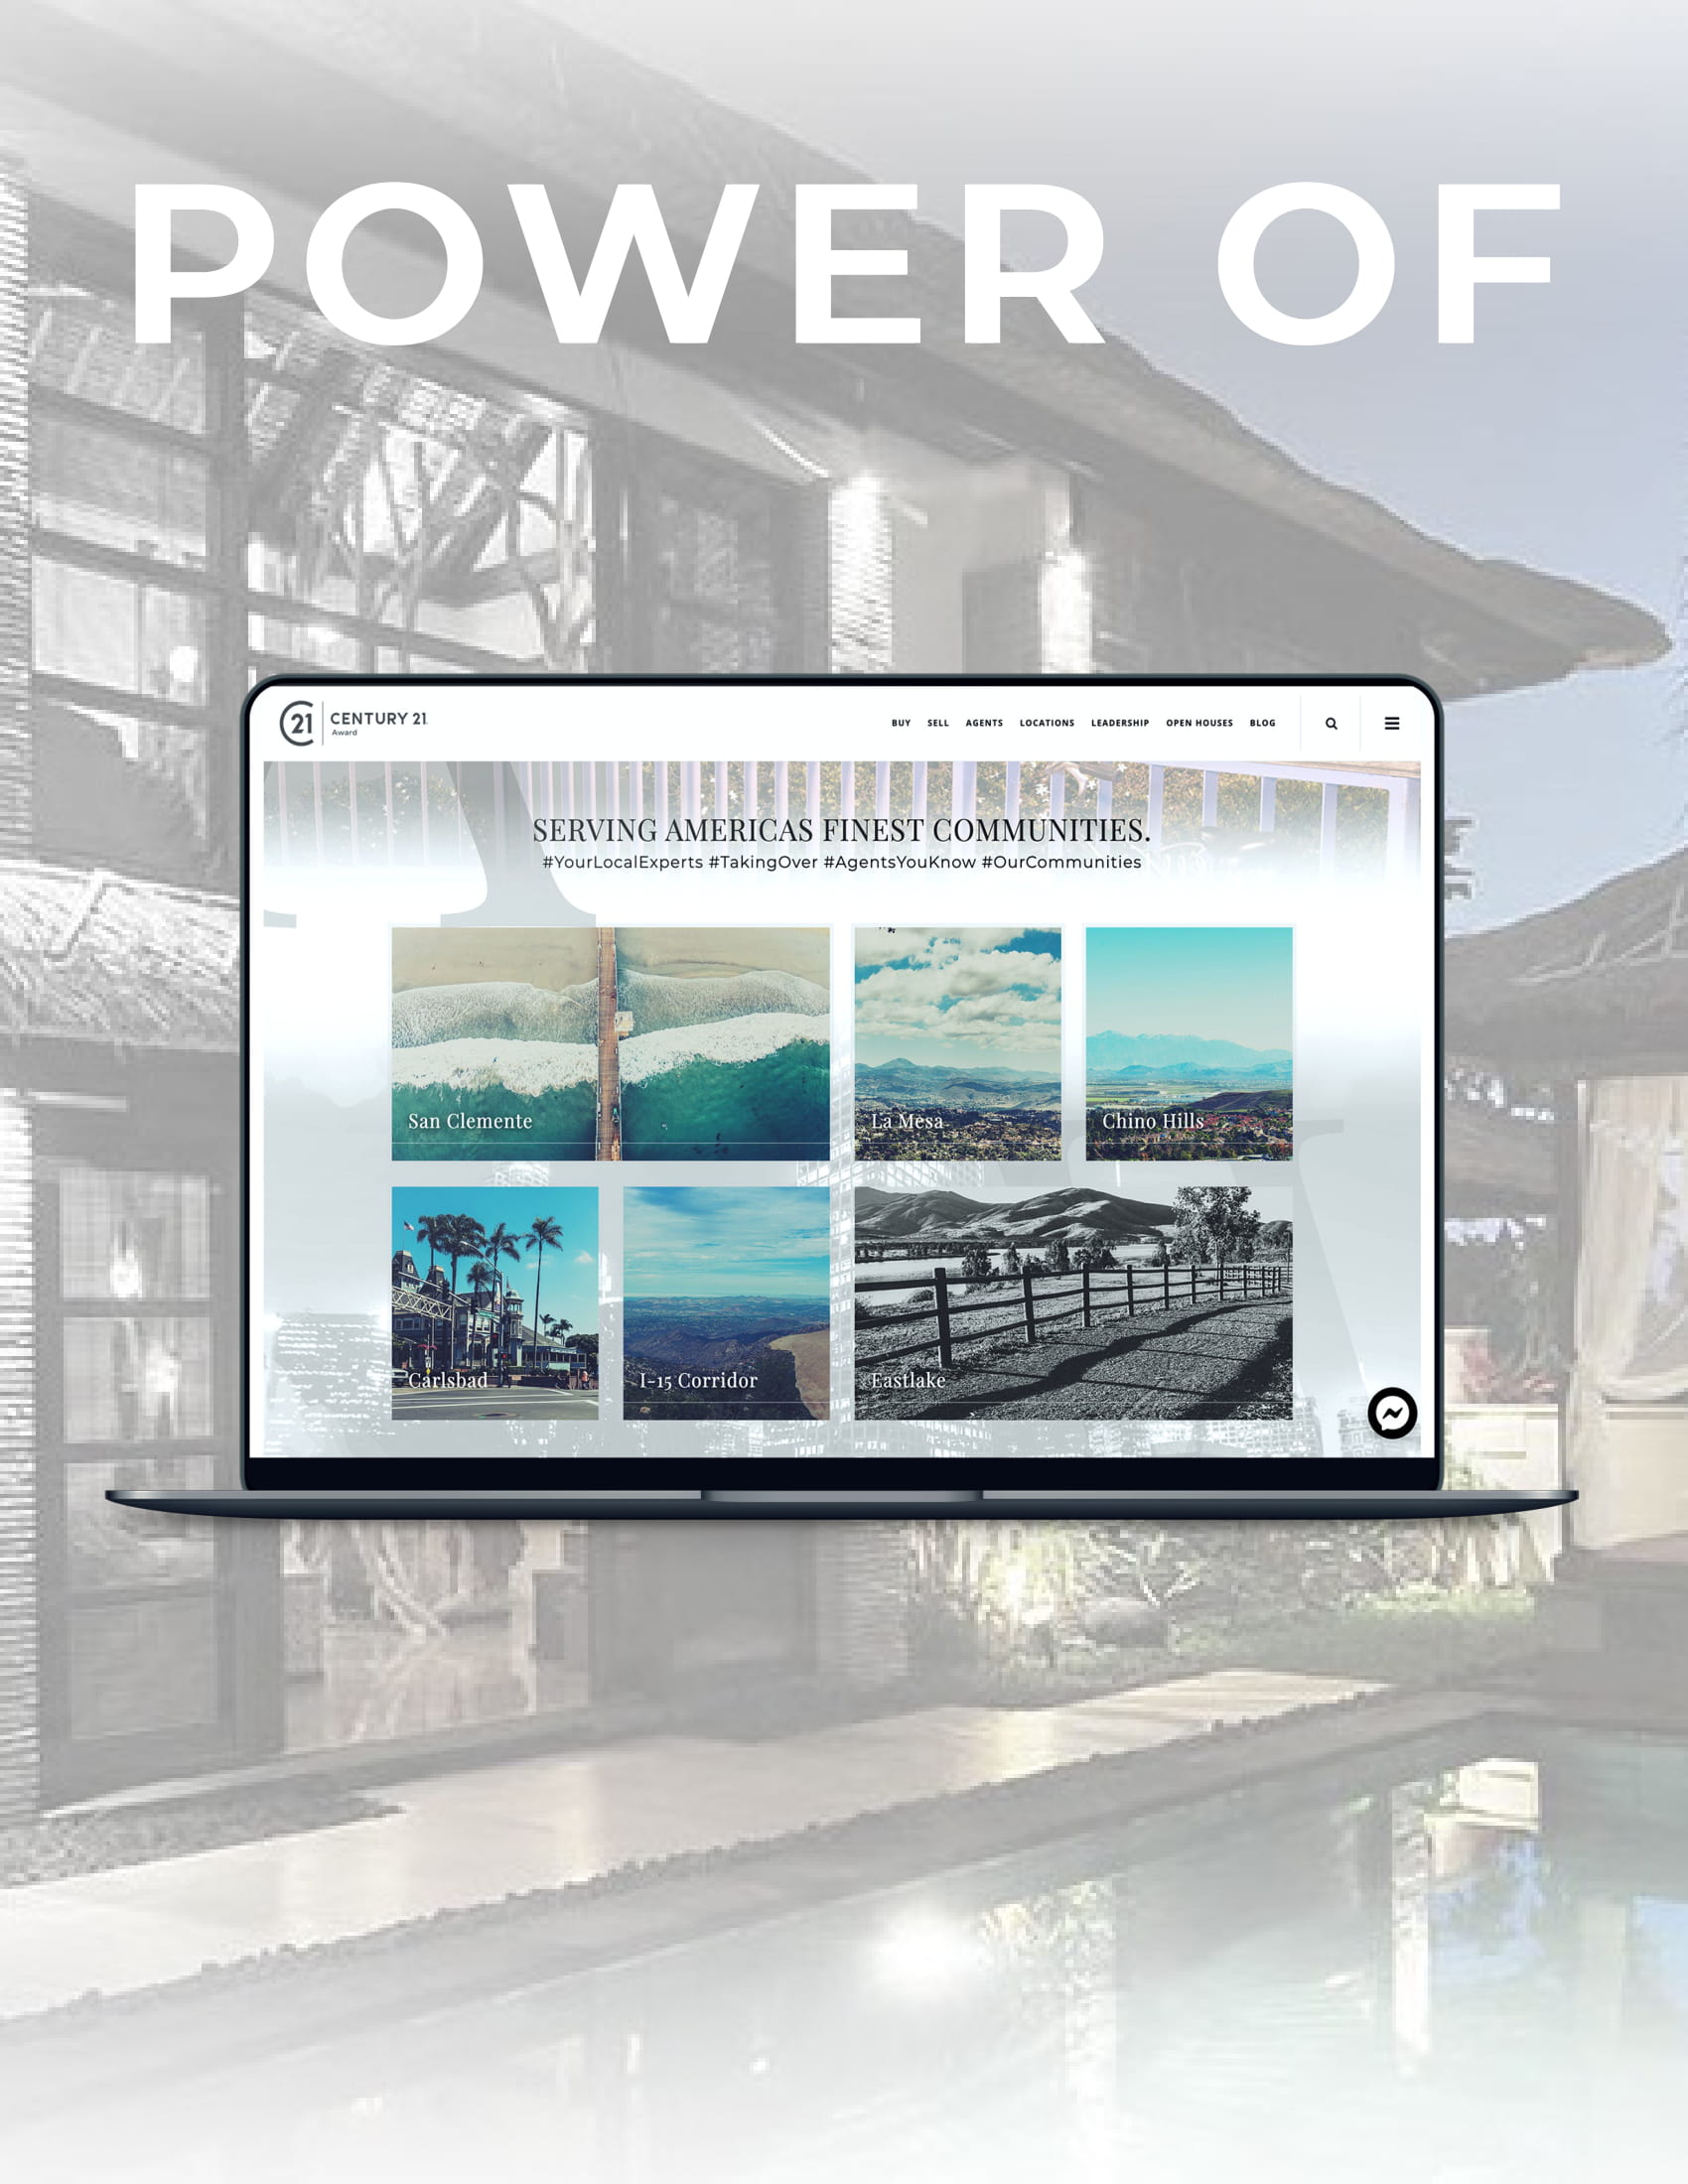 POWER OF
21 CENTURY 21.
Award
BUY SELL AGENTS LOCATIONS LEADERSHIP OPEN HOUSES BLOG
SERVING AMERICAS FINEST COMMUNITIES.
#YourLocalExperts #TakingOver #AgentsYouKnow #OurCommunities
San Clemente
La Mesa
Chino Hills
Carlsbad
I-15 Corridor
Eastlake